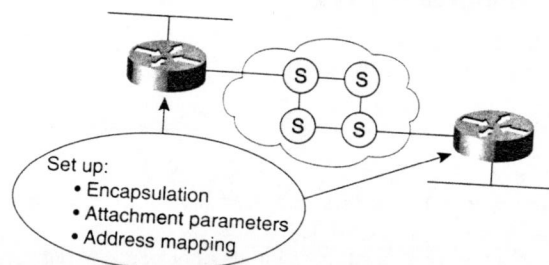 S S
S S
Set up:
• Encapsulation
• Attachment parameters
• Address mapping